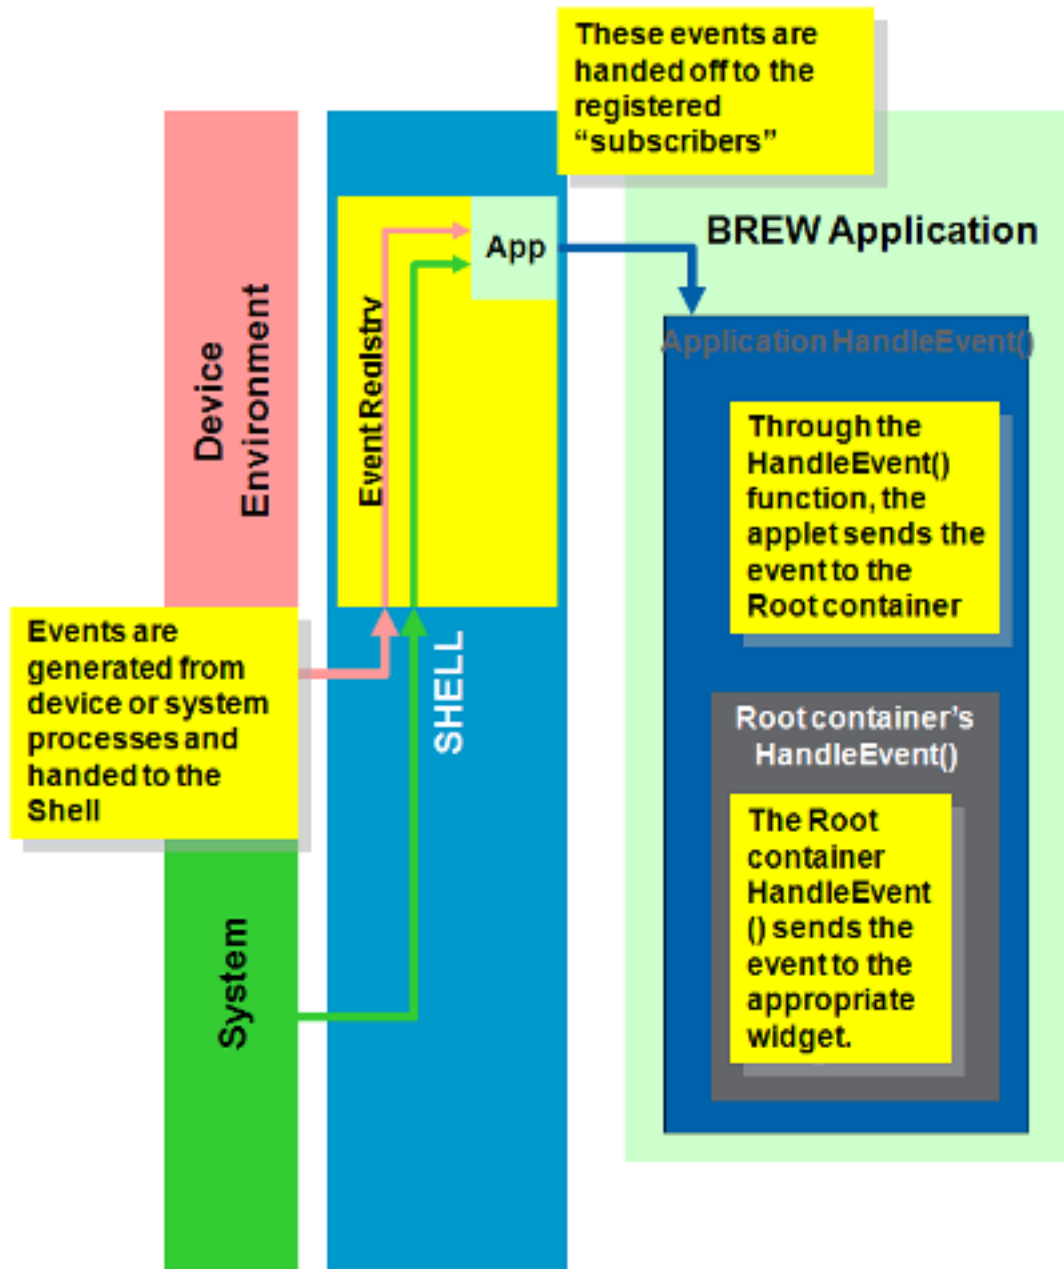 These events are
handed off to the
registered
“subscribers”
BREW Application
App
Device
Environment
Event Registry
Application HandleEvent()
Through the
HandleEvent()
function, the
applet sends the
event to the
Root container
Events are
generated from
device or system
processes and
handed to the
Shell
SHELL
Root container’s
HandleEvent()
The Root
container
HandleEvent
() sends the
event to the
appropriate
widget.
System